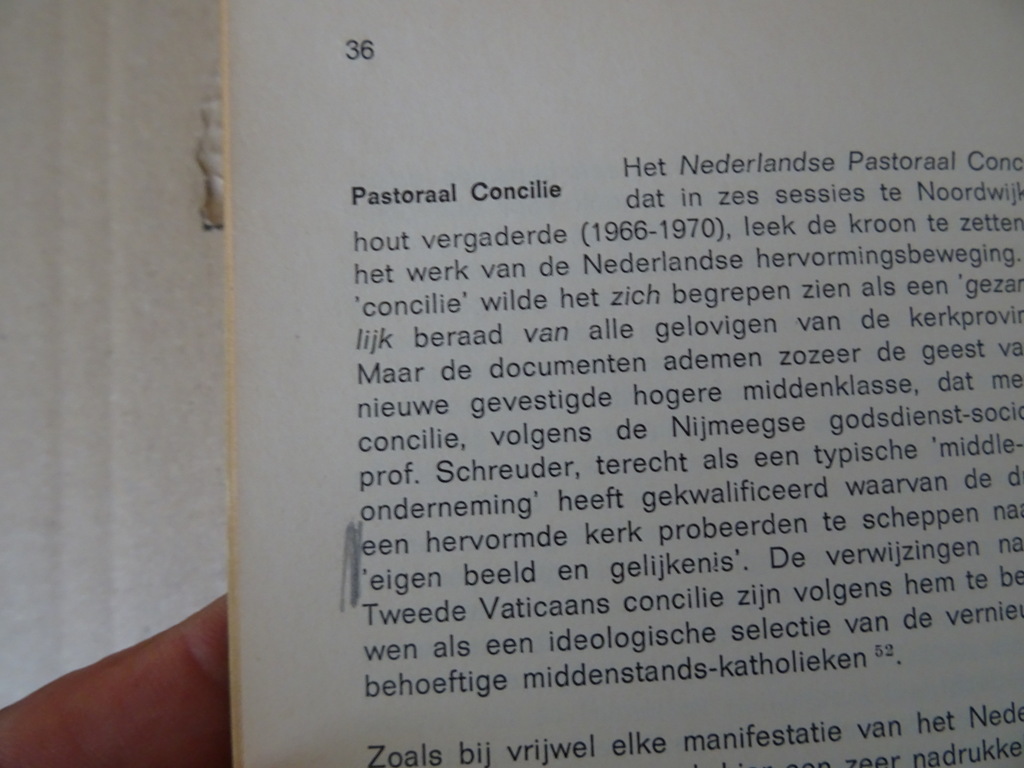 36
Het Nederlandse Pastoraal Conc
Pastoraal Concilie dat in zes sessies te Noordwijk
hout vergaderde (1966-1970), leek de kroon te zetten
het werk van de Nederlandse hervormingsbeweging.
'concilie' wilde het zich begrepen zien als een 'gezam
lijk beraad van alle gelovigen van de kerkprovin
Maar de documenten ademen zozeer de geest va
nieuwe gevestigde hogere middenklasse, dat me
concilie, volgens de Nijmeegse godsdienst-socio
prof. Schreuder, terecht als een typische 'middle-
onderneming' heeft gekwalificeerd waarvan de d
een hervormde kerk probeerden te scheppen naa
'eigen beeld en gelijkenis'. De verwijzingen na
Tweede Vaticaans concilie zijn volgens hem te be
wen als een ideologische selectie van de vernieu
behoeftige middenstands-katholieken 52.
Zoals bij vrijwel elke manifestatie van het Nede
een zeer nadrukke